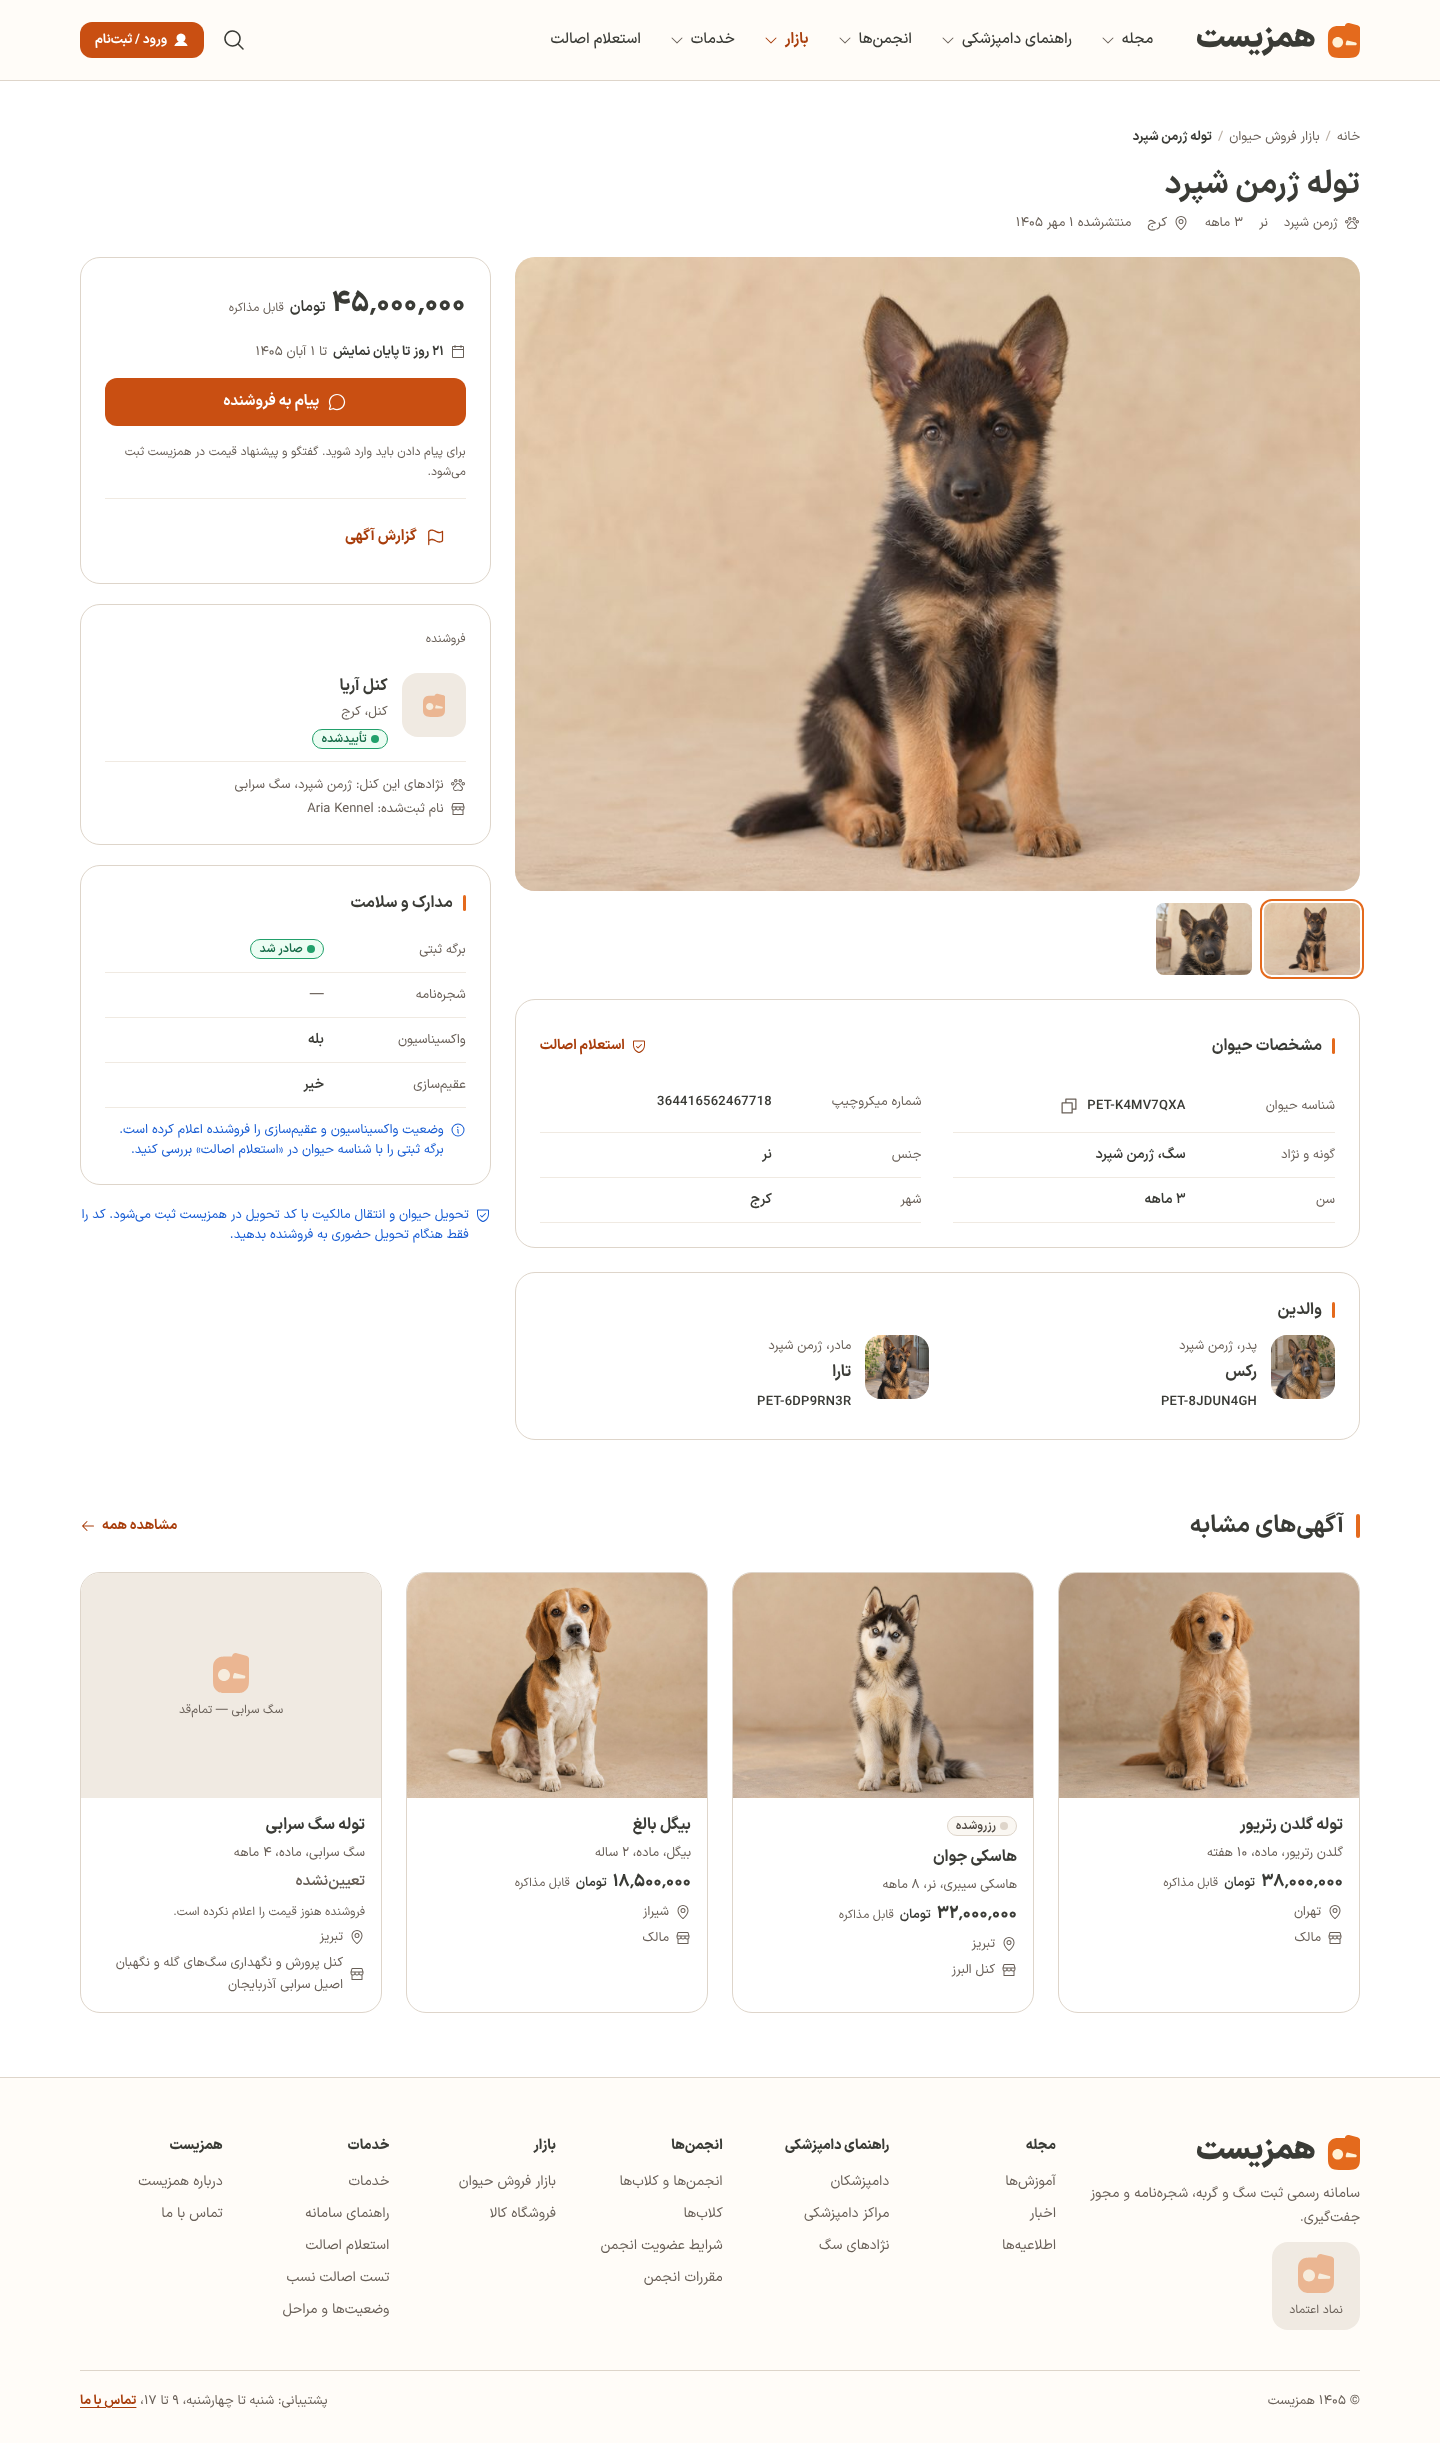 همزیست
مجله
راهنمای دامپزشکی
انجمن‌ها
بازار
خدمات
استعلام اصالت
ورود / ثبت‌نام
خانه / بازار فروش حیوان / توله ژرمن شپرد
توله ژرمن شپرد
ژرمن شپرد نر ۳ ماهه کرج منتشرشده ۱ مهر ۱۴۰۵
۴۵,۰۰۰,۰۰۰ تومان قابل مذاکره
۲۱ روز تا پایان نمایش تا ۱ آبان ۱۴۰۵
پیام به فروشنده
برای پیام دادن باید وارد شوید. گفتگو و پیشنهاد قیمت در همزیست ثبت
می‌شود.
گزارش آگهی
فروشنده
کنل آریا
کنل، کرج
تأییدشده
نژادهای این کنل: ژرمن شپرد، سگ سرابی
نام ثبت‌شده: Aria Kennel
مدارک و سلامت
برگه ثبتی صادر شد
شجره‌نامه —
واکسیناسیون بله
عقیم‌سازی خیر
وضعیت واکسیناسیون و عقیم‌سازی را فروشنده اعلام کرده است.
برگه ثبتی را با شناسه حیوان در «استعلام اصالت» بررسی کنید.
تحویل حیوان و انتقال مالکیت با کد تحویل در همزیست ثبت می‌شود. کد را
فقط هنگام تحویل حضوری به فروشنده بدهید.
مشخصات حیوان
استعلام اصالت
شناسه حیوان PET-K4MV7QXA
شماره میکروچیپ 364416562467718
گونه و نژاد سگ، ژرمن شپرد
جنس نر
سن ۳ ماهه
شهر کرج
والدین
پدر، ژرمن شپرد
رکس
PET-8JDUN4GH
مادر، ژرمن شپرد
تارا
PET-6DP9RN3R
آگهی‌های مشابه
مشاهده همه
توله گلدن رتریور
گلدن رتریور، ماده، ۱۰ هفته
۳۸,۰۰۰,۰۰۰ تومان قابل مذاکره
تهران
مالک
رزروشده
هاسکی جوان
هاسکی سیبری، نر، ۸ ماهه
۳۲,۰۰۰,۰۰۰ تومان قابل مذاکره
تبریز
کنل البرز
بیگل بالغ
بیگل، ماده، ۲ ساله
۱۸,۵۰۰,۰۰۰ تومان قابل مذاکره
شیراز
مالک
سگ سرابی — تمام‌قد
توله سگ سرابی
سگ سرابی، ماده، ۴ ماهه
تعیین‌نشده
فروشنده هنوز قیمت را اعلام نکرده است.
تبریز
کنل پرورش و نگهداری سگ‌های گله و نگهبان
اصیل سرابی آذربایجان
همزیست
سامانه رسمی ثبت سگ و گربه، شجره‌نامه و مجوز
جفت‌گیری.
نماد اعتماد
مجله
آموزش‌ها
اخبار
اطلاعیه‌ها
راهنمای دامپزشکی
دامپزشکان
مراکز دامپزشکی
نژادهای سگ
انجمن‌ها
انجمن‌ها و کلاب‌ها
کلاب‌ها
شرایط عضویت انجمن
مقررات انجمن
بازار
بازار فروش حیوان
فروشگاه کالا
خدمات
خدمات
راهنمای سامانه
استعلام اصالت
تست اصالت نسب
وضعیت‌ها و مراحل
همزیست
درباره همزیست
تماس با ما
© ۱۴۰۵ همزیست
پشتیبانی: شنبه تا چهارشنبه، ۹ تا ۱۷، تماس با ما